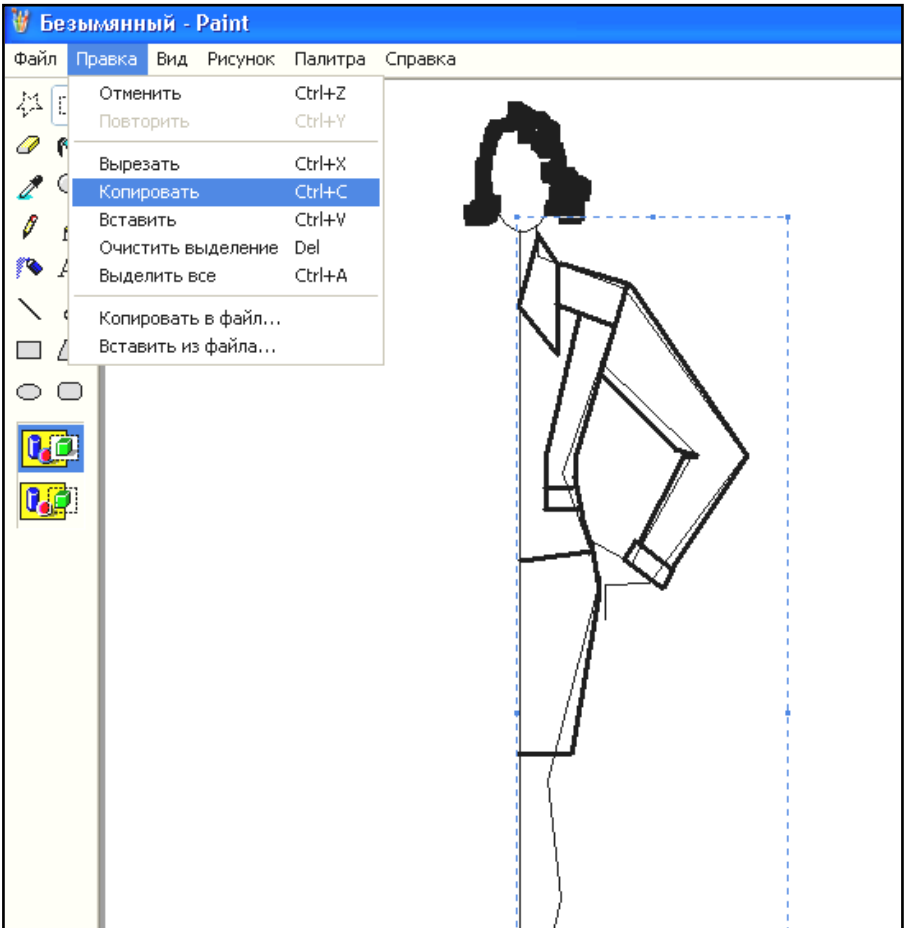 Безымянный - Paint
Файл Правка Вид Рисунок Палитра Справка
Отменить Ctrl+Z
Повторить Ctrl+Y
Вырезать Ctrl+X
Копировать Ctrl+C
Вставить Ctrl+V
Очистить выделение Del
Выделить все Ctrl+A
Копировать в файл...
Вставить из файла...